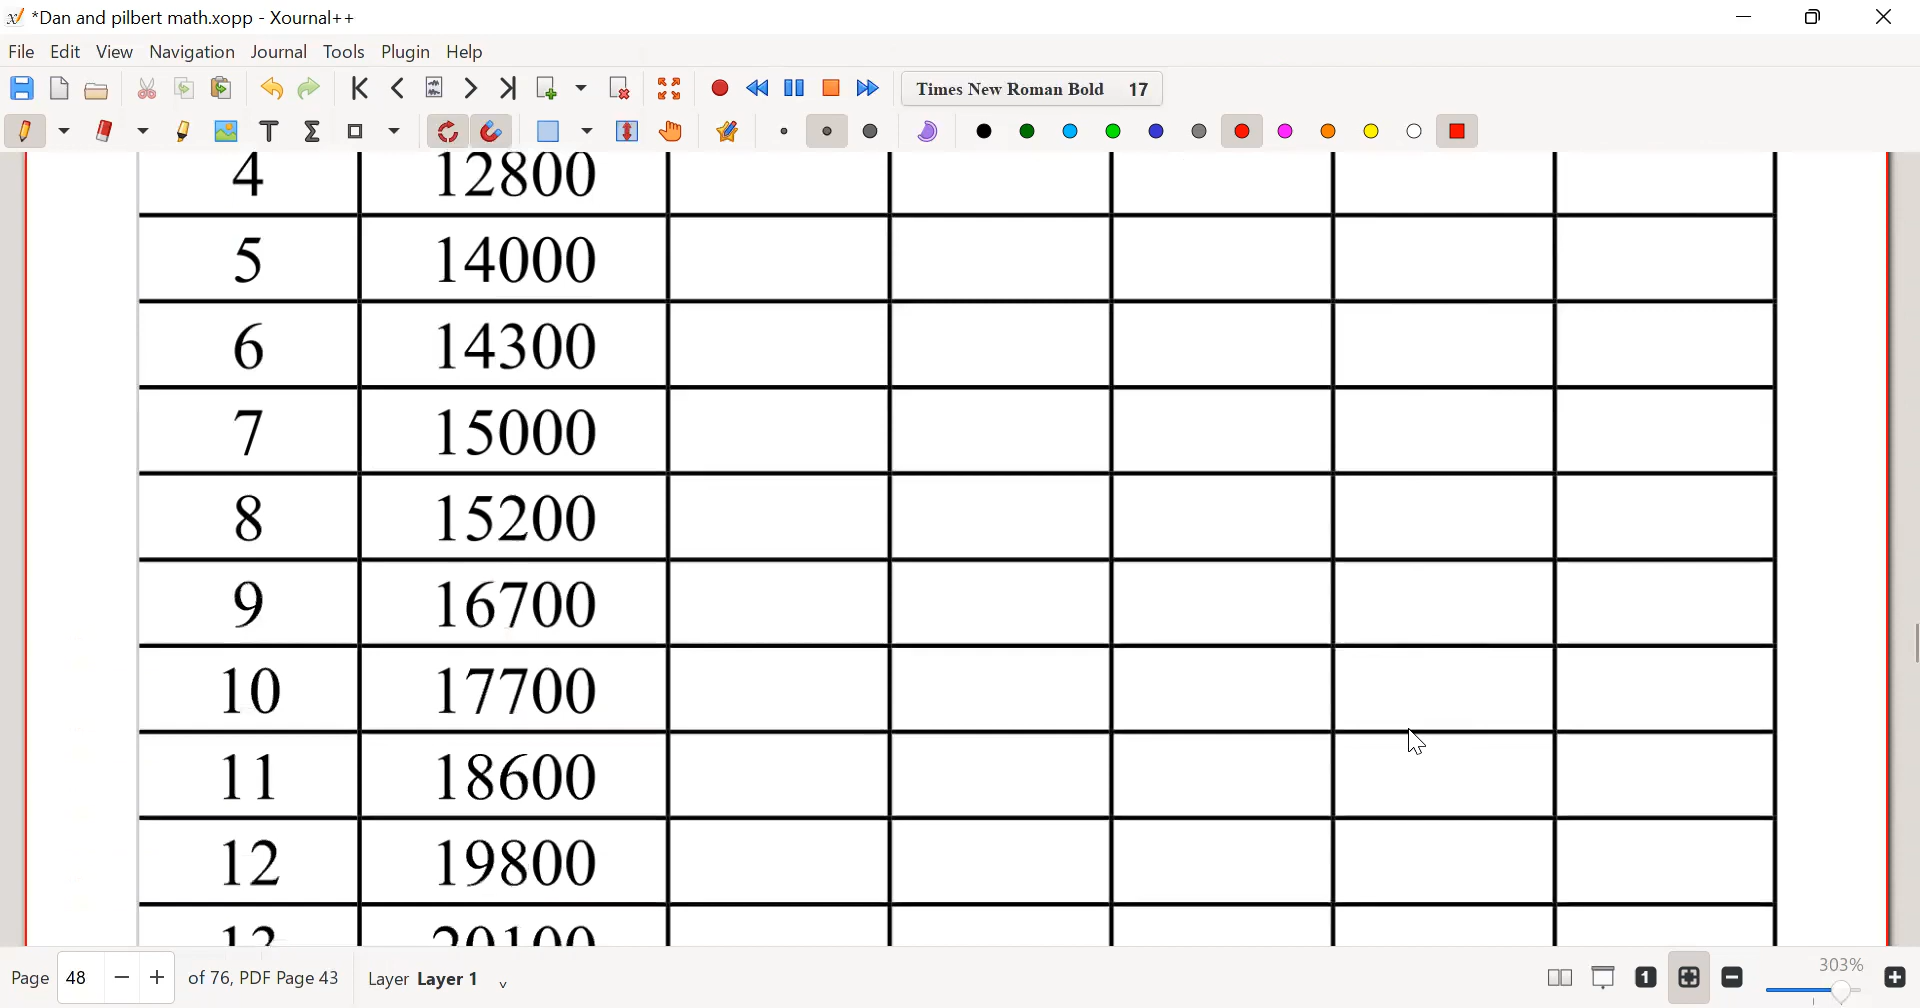 *Dan and pilbert math.xopp - Xournal++
File Edit View Navigation Journal Tools Plugin Help
Times New Roman Bold 17
4 12800
5 14000
6 14300
7 15000
8 15200
9 16700
10 17700
11 18600
12 19800
13 20100
303%
Page 48 of 76, PDF Page 43 Layer Layer 1